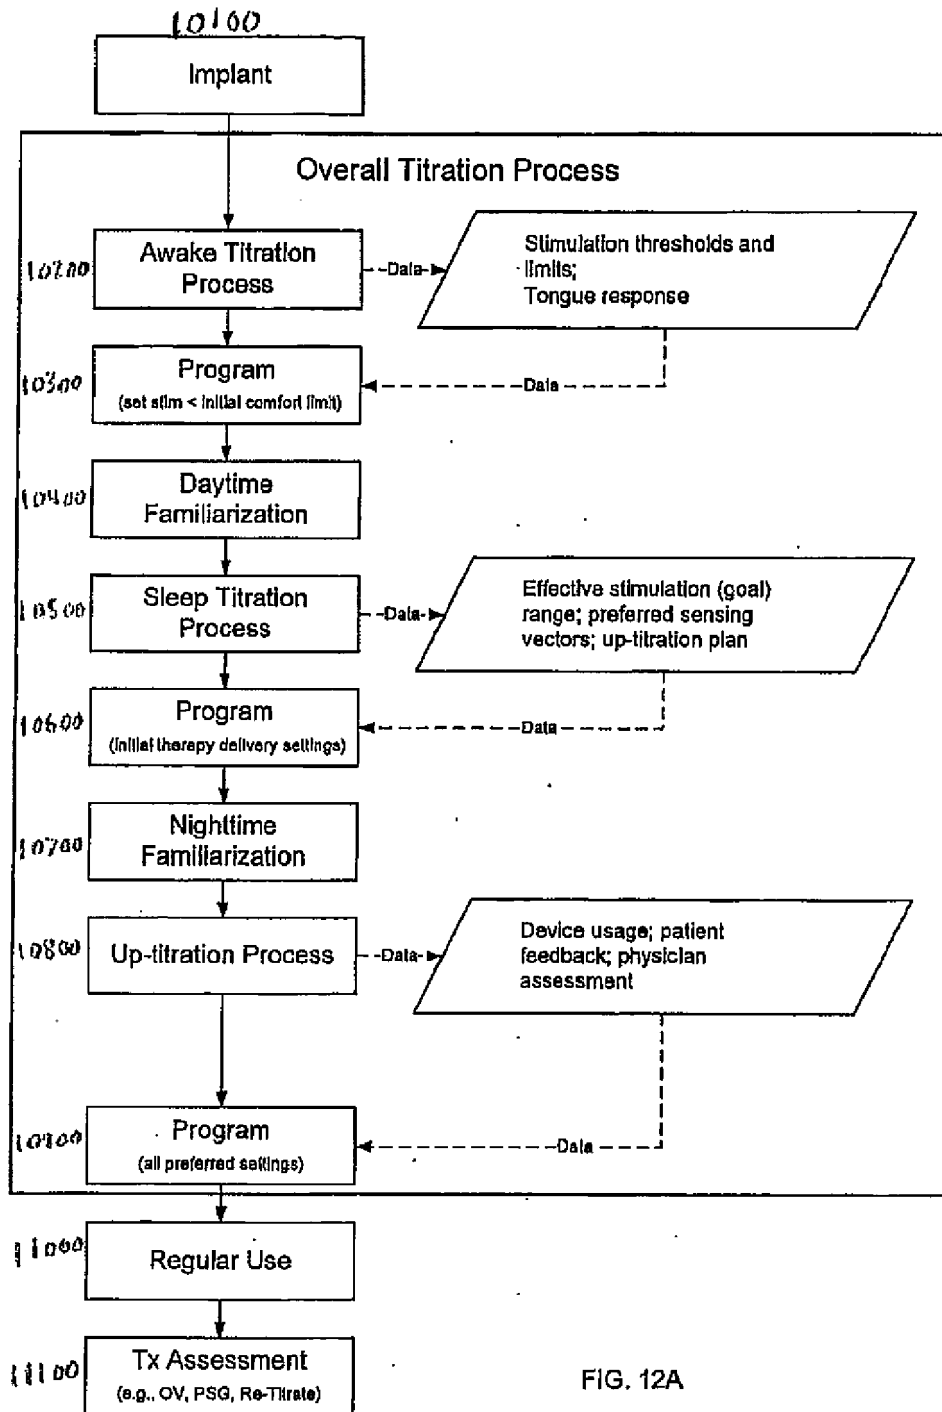 10100
Implant
Overall Titration Process
10200
Awake Titration
Process
Data
Stimulation thresholds and
limits;
Tongue response
10300
Program
(set stim < initial comfort limit)
Data
10400
Daytime
Familiarization
10500
Sleep Titration
Process
Data
Effective stimulation (goal)
range; preferred sensing
vectors; up-titration plan
10600
Program
(initial therapy delivery settings)
Data
10700
Nighttime
Familiarization
10800
Up-titration Process
Data
Device usage; patient
feedback; physician
assessment
10900
Program
(all preferred settings)
Data
11000
Regular Use
11100
Tx Assessment
(e.g., OV, PSG, Re-Titrate)
FIG. 12A